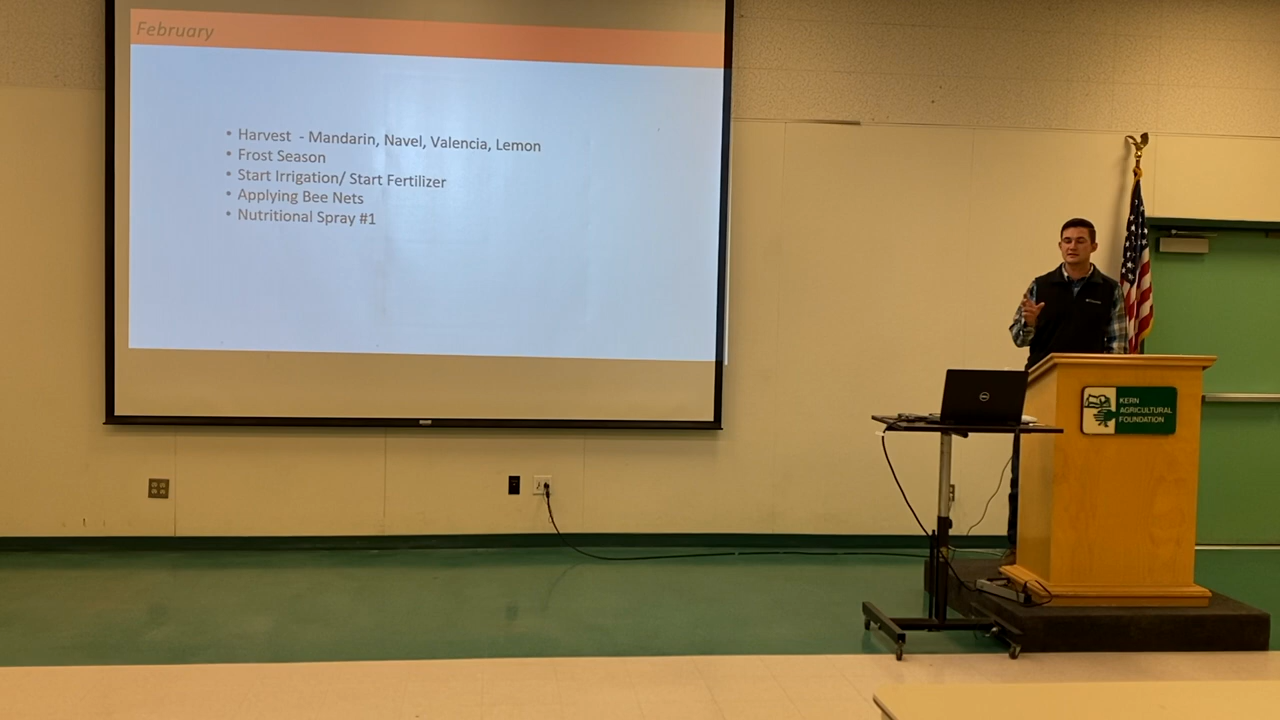 February
• Harvest - Mandarin, Navel, Valencia, Lemon
• Frost Season
• Start Irrigation/ Start Fertilizer
• Applying Bee Nets
• Nutritional Spray #1
KERN
AGRICULTURAL
FOUNDATION
DELL